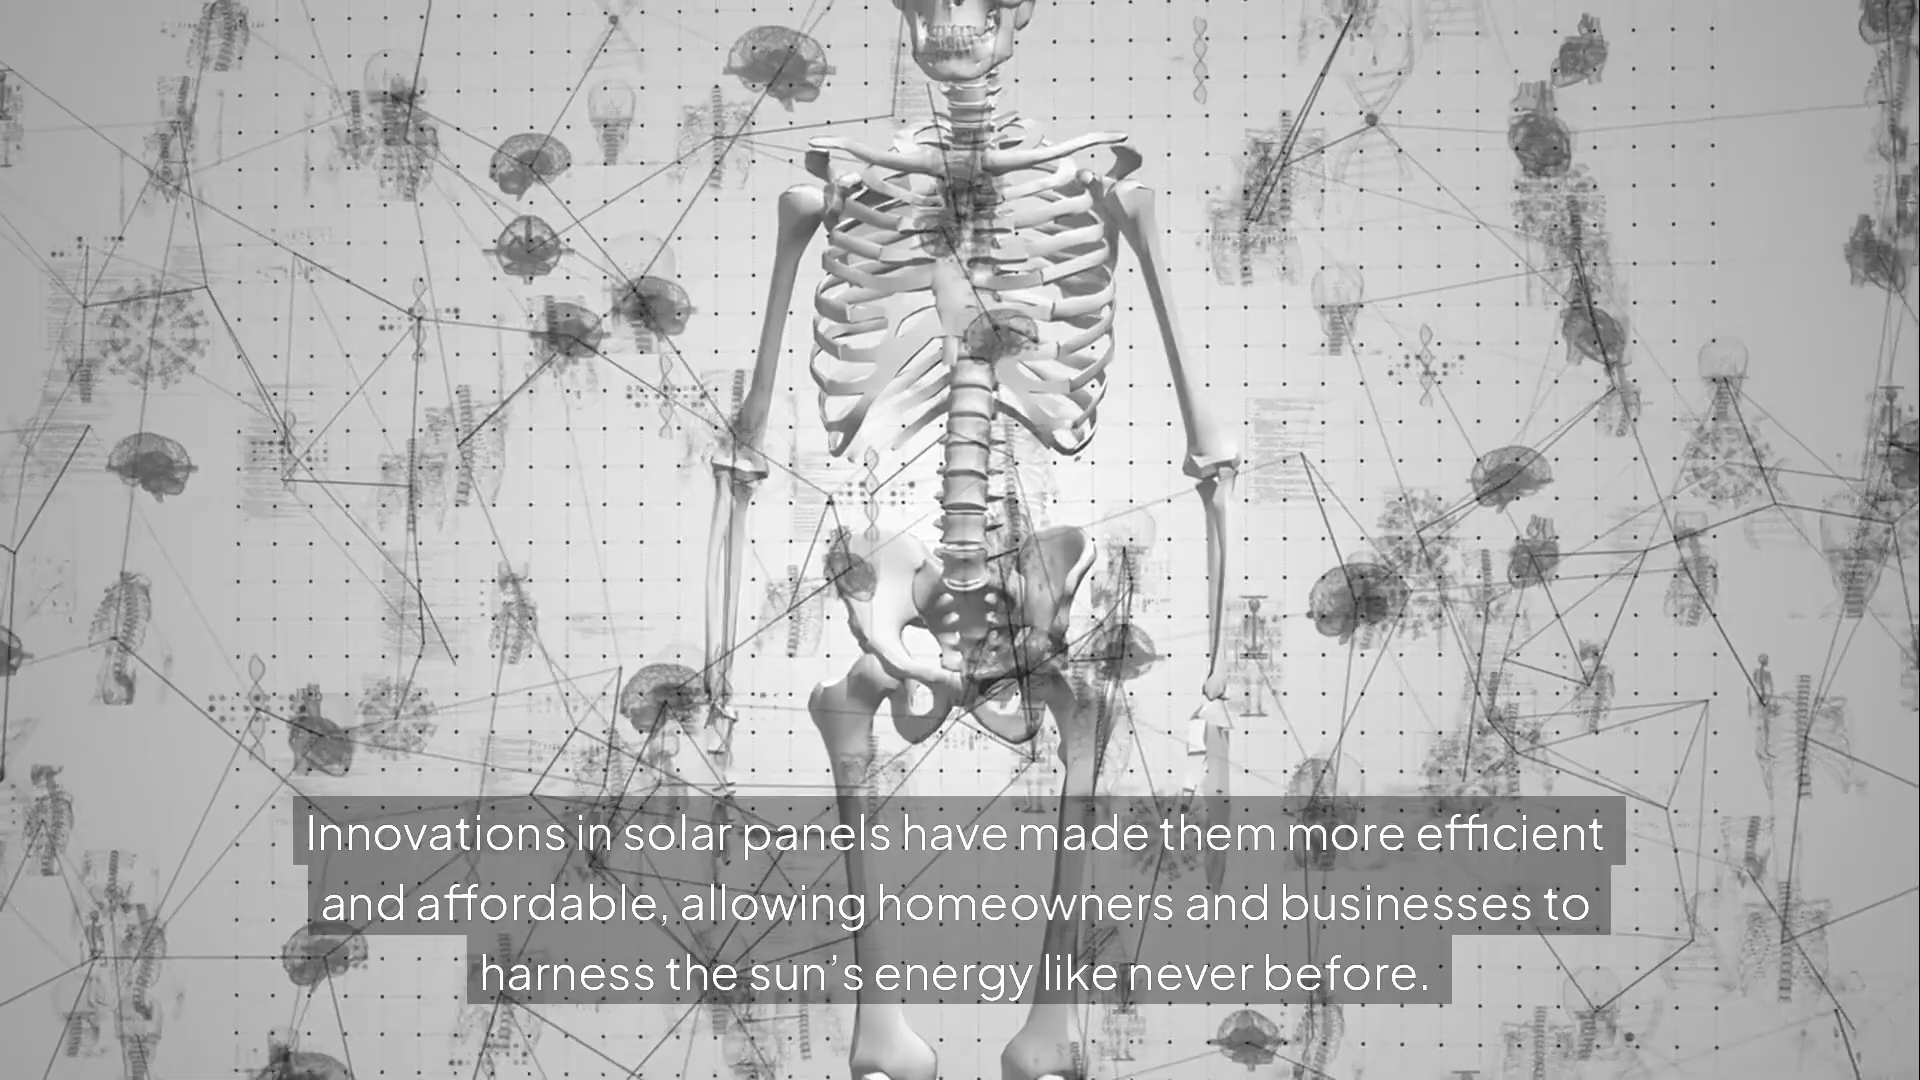 Innovations in solar panels have made them more efficient
and affordable, allowing homeowners and businesses to
harness the sun’s energy like never before.